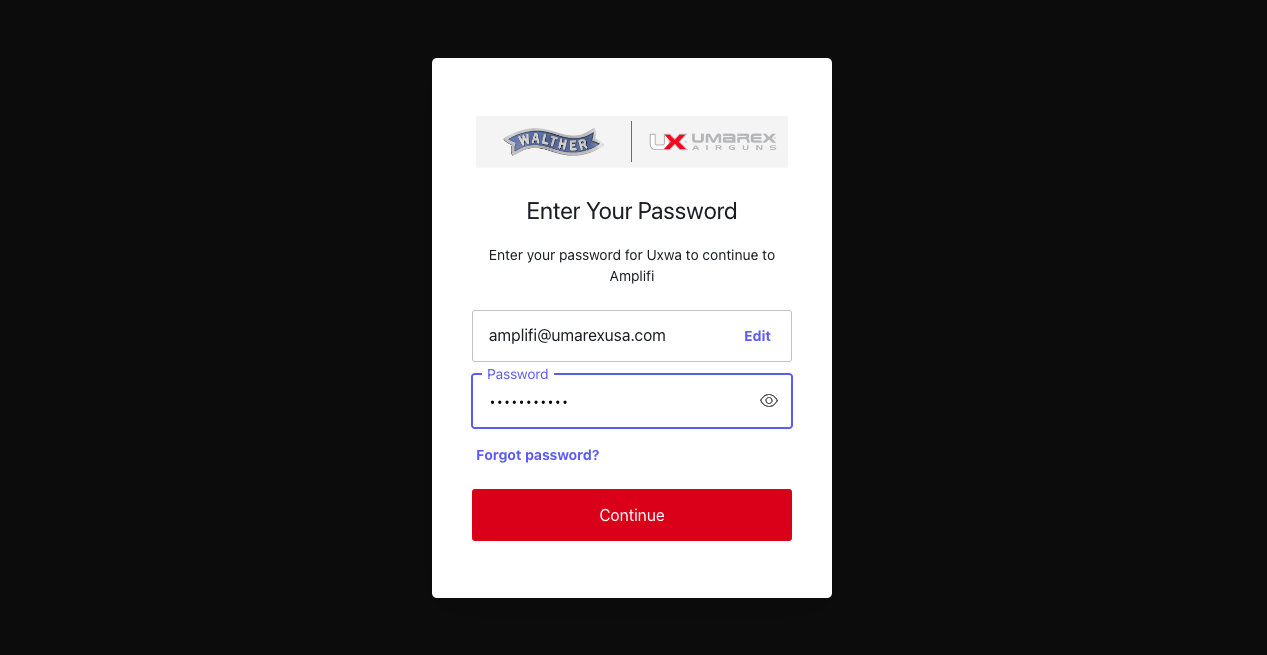 WALTHER
UX UMAREX
AIRGUNS
Enter Your Password
Enter your password for Uxwa to continue to
Amplifi
amplifi@umarexusa.com
Edit
Password
•••••••••••
Forgot password?
Continue